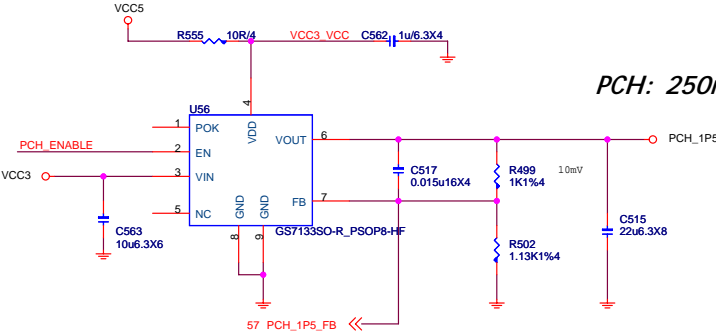 VCC5
R555 10R/4 VCC3_VCC C562 1u/6.3X4
PCH:
U56
4
1 POK VDD VOUT 6 PCH_1P5
PCH_ENABLE 2 EN
VCC3 3 VIN
C517
0.015u16X4
R499
1K1%4
10mV
FB 7
5 NC GND GND
GS7133SO-R_PSOP8-HF
C563
10u6.3X6
8 9
C515
22u6.3X8
R502
1.13K1%4
57 PCH_1P5_FB